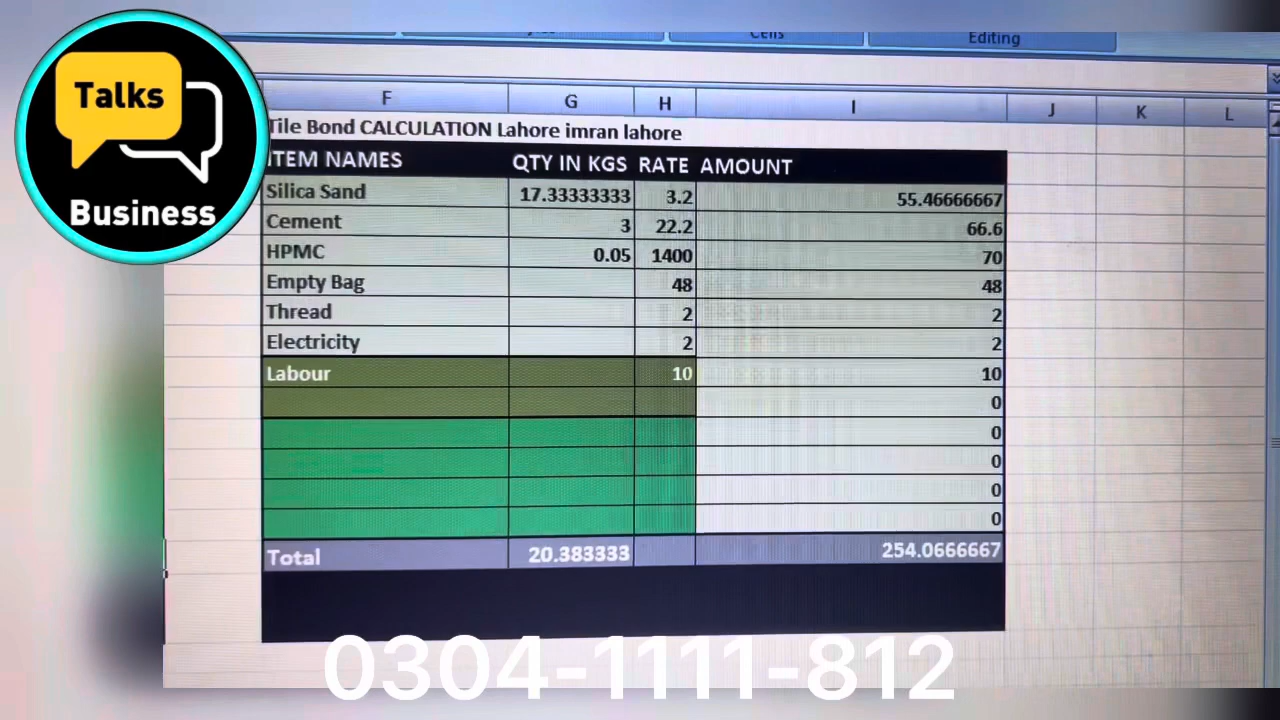 Talks
Business
Cells
Editing
F G H I J K L
Tile Bond CALCULATION Lahore imran lahore
ITEM NAMES QTY IN KGS RATE AMOUNT
Silica Sand 17.33333333 3.2 55.46666667
Cement 3 22.2 66.6
HPMC 0.05 1400 70
Empty Bag 48 48
Thread 2 2
Electricity 2 2
Labour 10 10
0
0
0
0
0
Total 20.383333 254.0666667
0304-1111-812